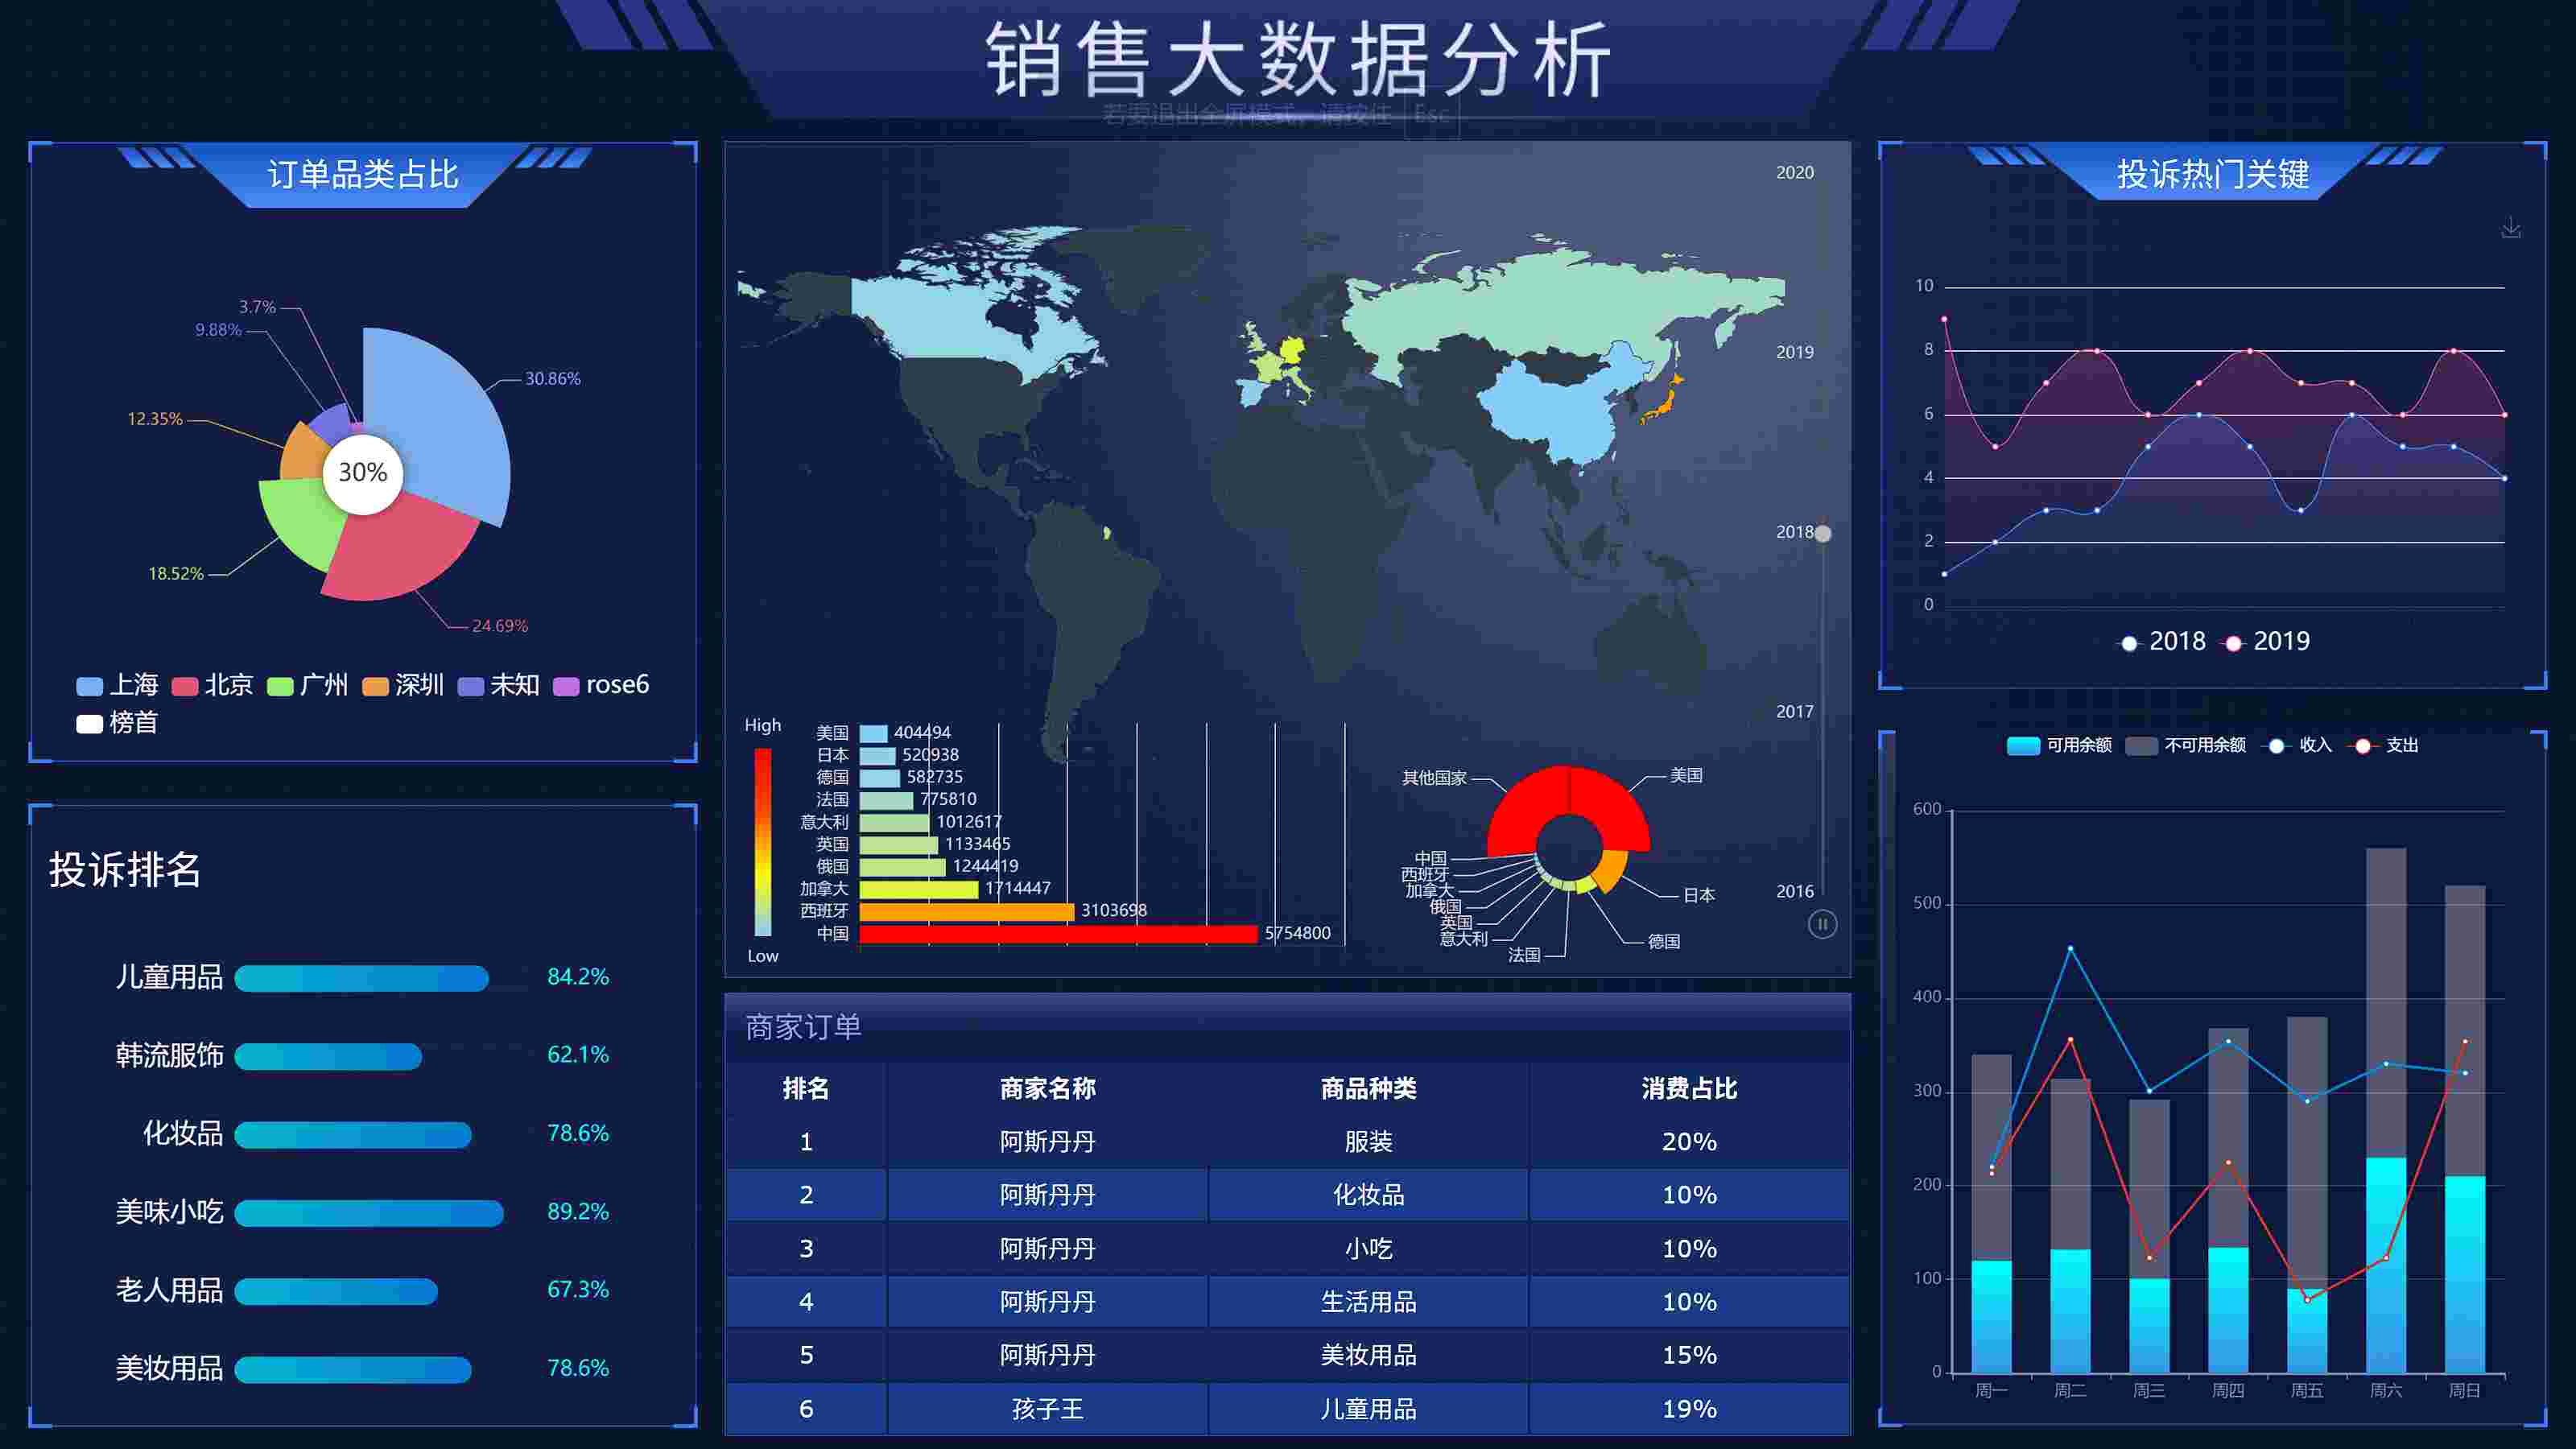 销售大数据分析
若要退出全屏模式，请按住 Esc
订单品类占比
3.7%
9.88%
30.86%
12.35%
30%
18.52%
24.69%
上海 北京 广州 深圳 未知 rose6
榜首
投诉排名
儿童用品 84.2%
韩流服饰 62.1%
化妆品 78.6%
美味小吃 89.2%
老人用品 67.3%
美妆用品 78.6%
2020
2019
2018
2017
2016
High
Low
美国 404494
日本 520938
德国 582735
法国 775810
意大利 1012617
英国 1133465
俄国 1244419
加拿大 1714447
西班牙 3103698
中国 5754800
其他国家
美国
中国
西班牙
加拿大
俄国
英国
意大利
法国
德国
日本
商家订单
排名 商家名称 商品种类 消费占比
1 阿斯丹丹 服装 20%
2 阿斯丹丹 化妆品 10%
3 阿斯丹丹 小吃 10%
4 阿斯丹丹 生活用品 10%
5 阿斯丹丹 美妆用品 15%
6 孩子王 儿童用品 19%
投诉热门关键
10
8
6
4
2
0
2018 2019
可用余额 不可用余额 收入 支出
600
500
400
300
200
100
0
周一 周二 周三 周四 周五 周六 周日